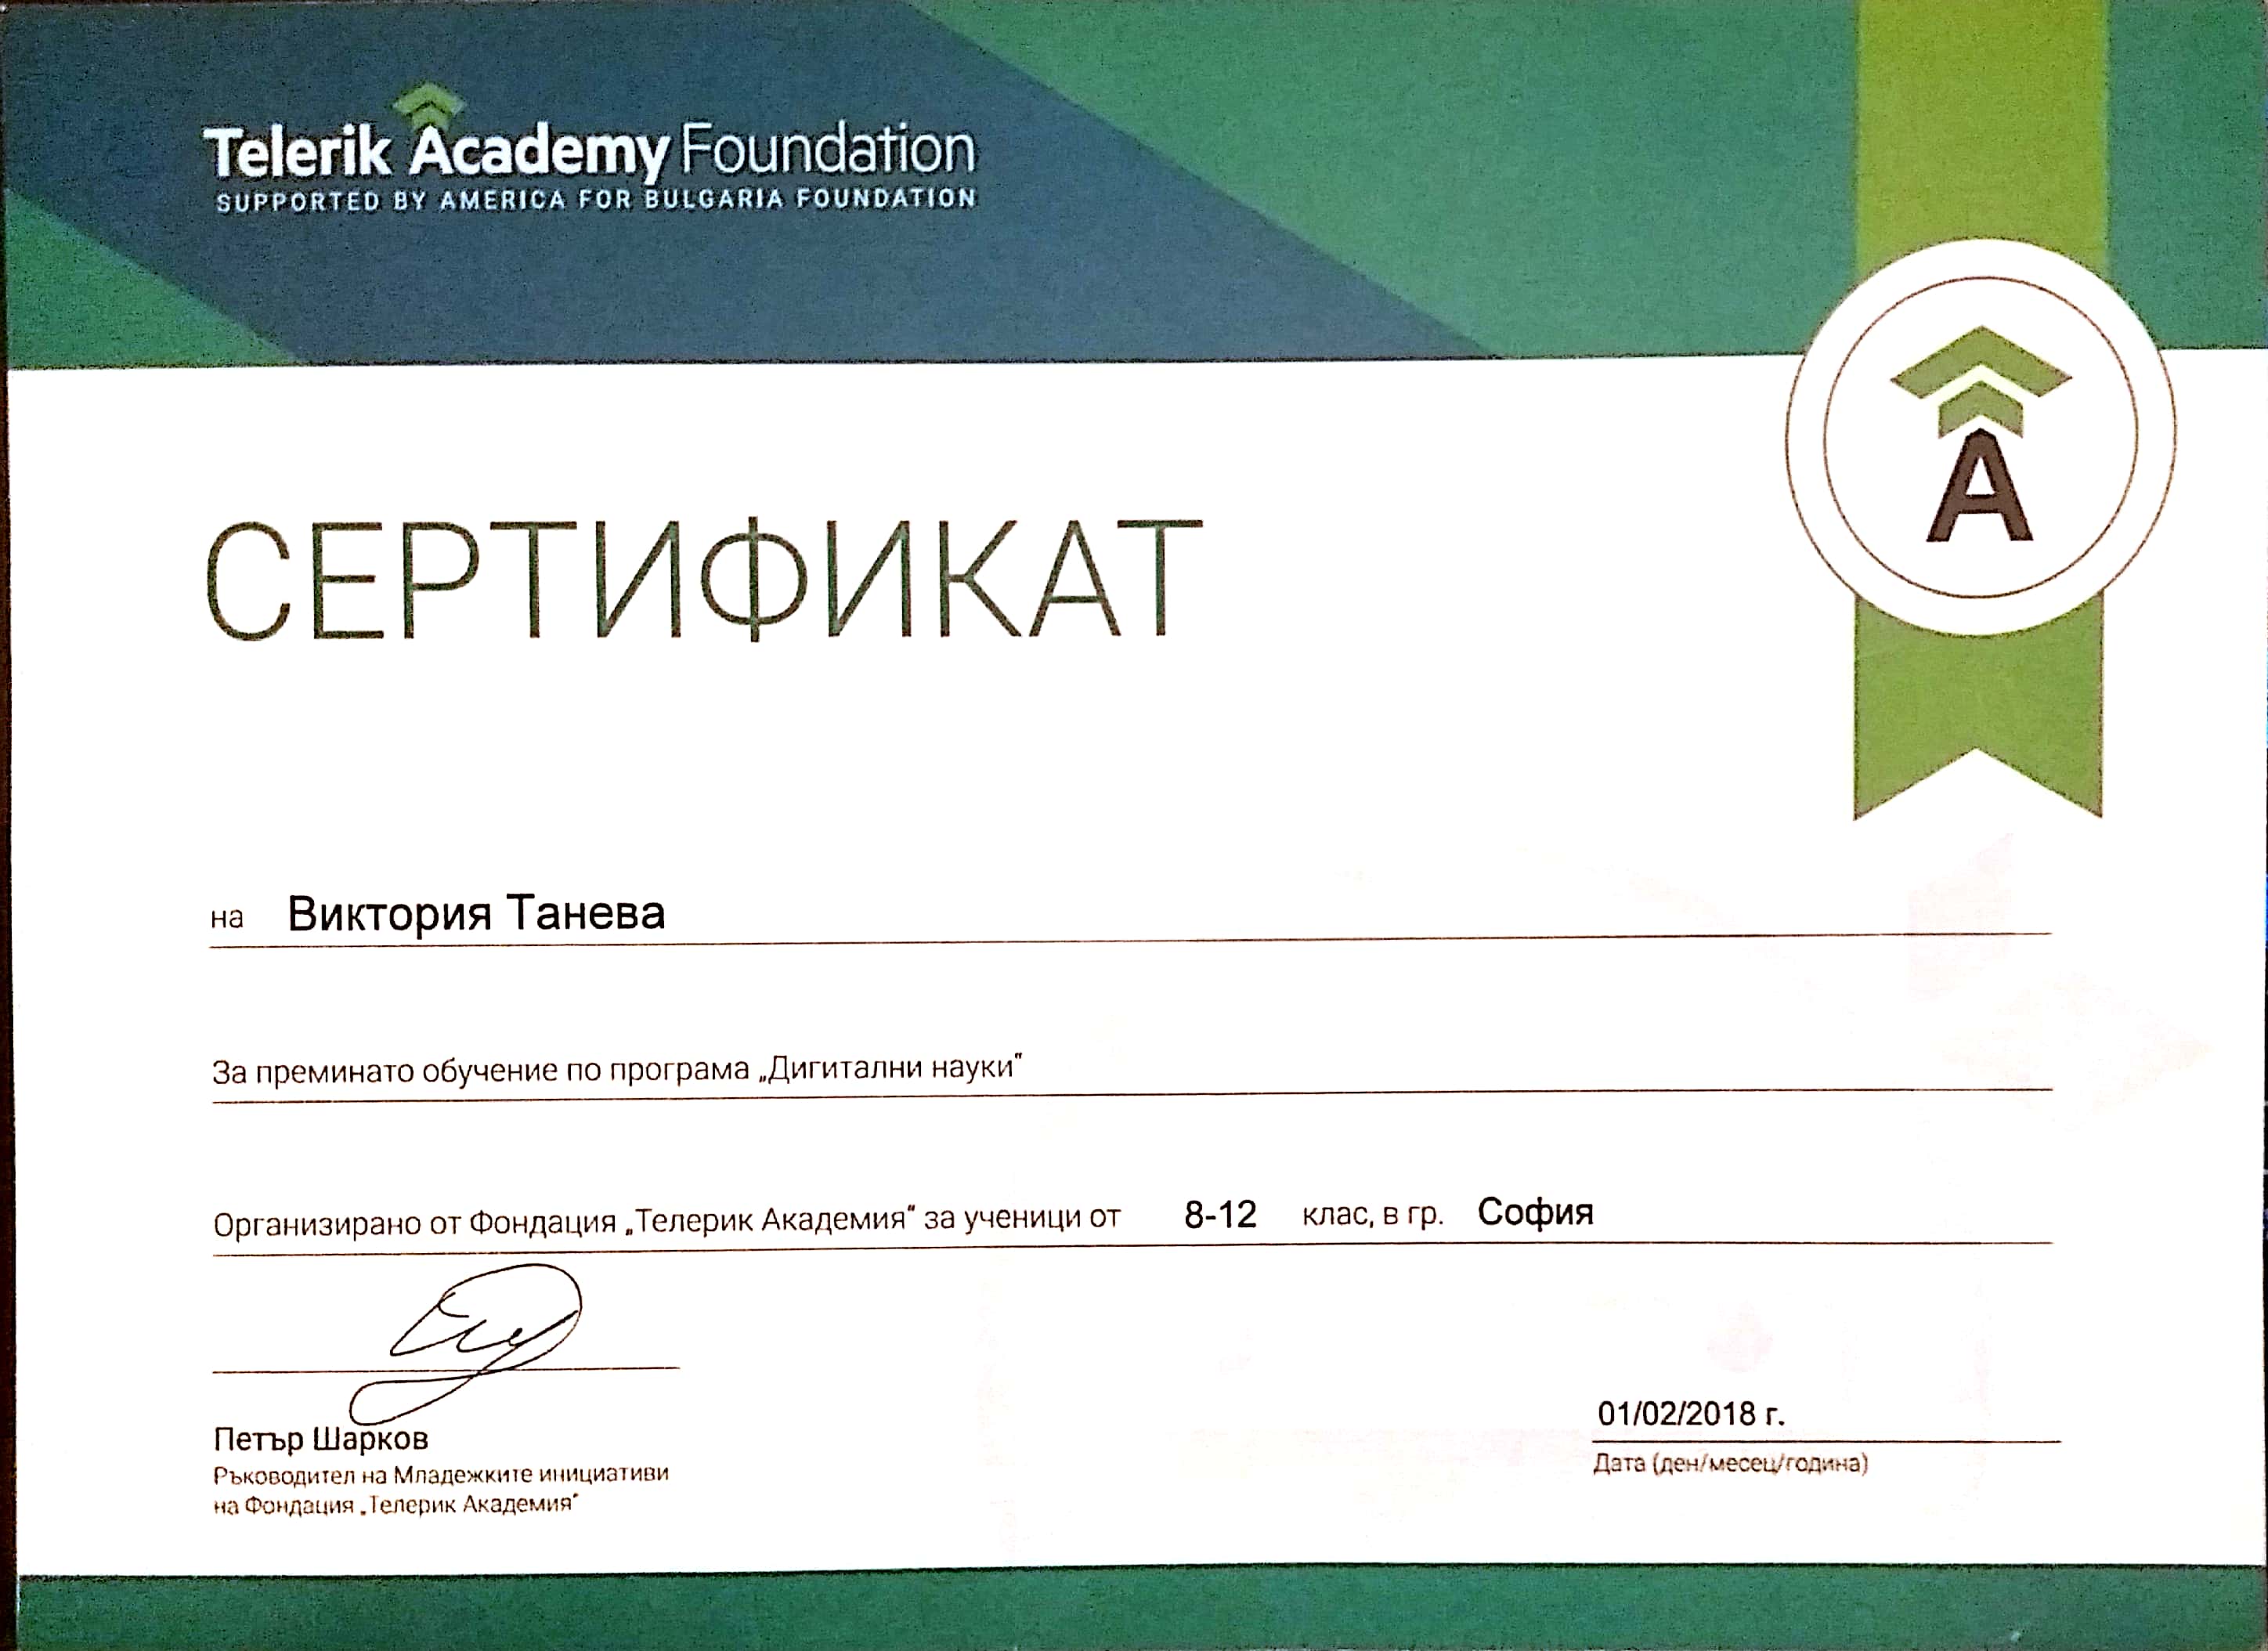 Telerik Academy Foundation
SUPPORTED BY AMERICA FOR BULGARIA FOUNDATION
A
СЕРТИФИКАТ
на Виктория Танева
За преминато обучение по програма „Дигитални науки“
Организирано от Фондация „Телерик Академия“ за ученици от 8-12 клас, в гр. София
Петър Шарков
Ръководител на Младежките инициативи
на Фондация „Телерик Академия“
01/02/2018 г.
Дата (ден/месец/година)